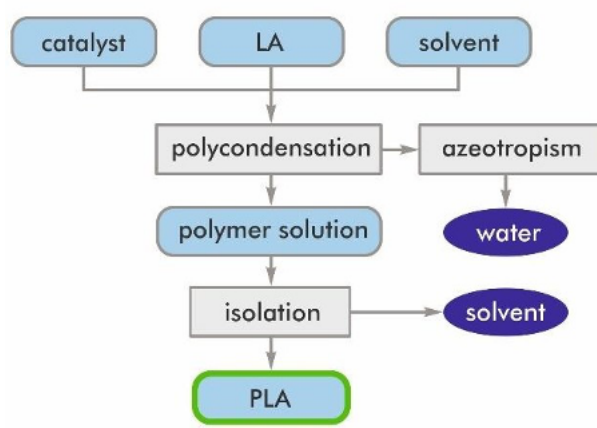 catalyst
LA
solvent
polycondensation
azeotropism
polymer solution
water
isolation
solvent
PLA